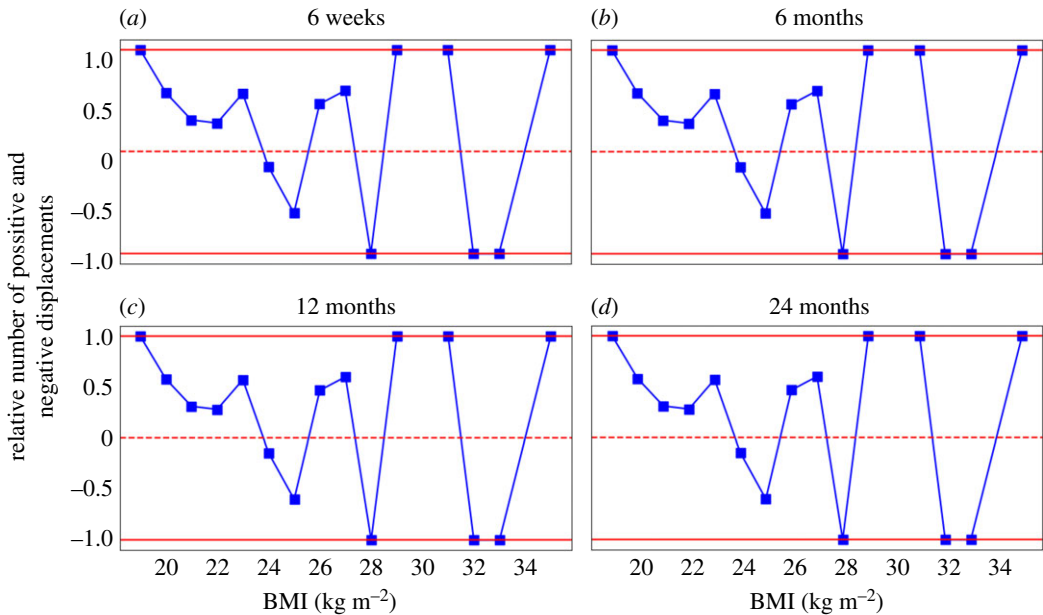 (a) 6 weeks
(b) 6 months
1.0
0.5
0
–0.5
–1.0
(c) 12 months
(d) 24 months
1.0
0.5
0
–0.5
–1.0
relative number of possitive and
negative displacements
20 22 24 26 28 30 32 34
20 22 24 26 28 30 32 34
BMI (kg m–2)
BMI (kg m–2)